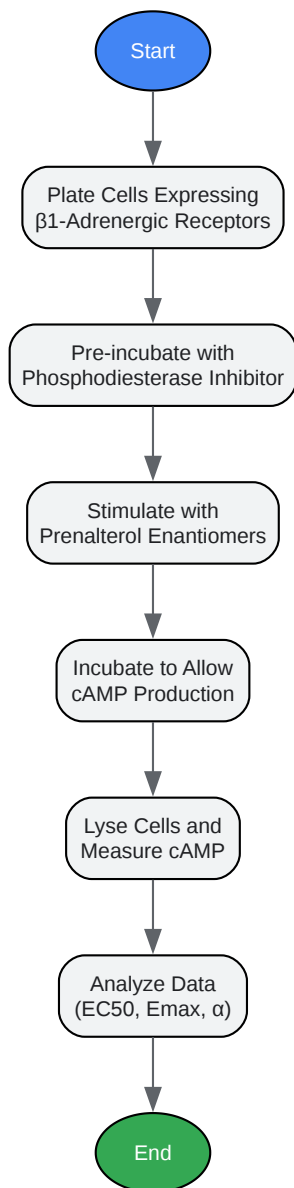 Start
Plate Cells Expressing
β1-Adrenergic Receptors
Pre-incubate with
Phosphodiesterase Inhibitor
Stimulate with
Prenalterol Enantiomers
Incubate to Allow
cAMP Production
Lyse Cells and
Measure cAMP
Analyze Data
(EC50, Emax, α)
End